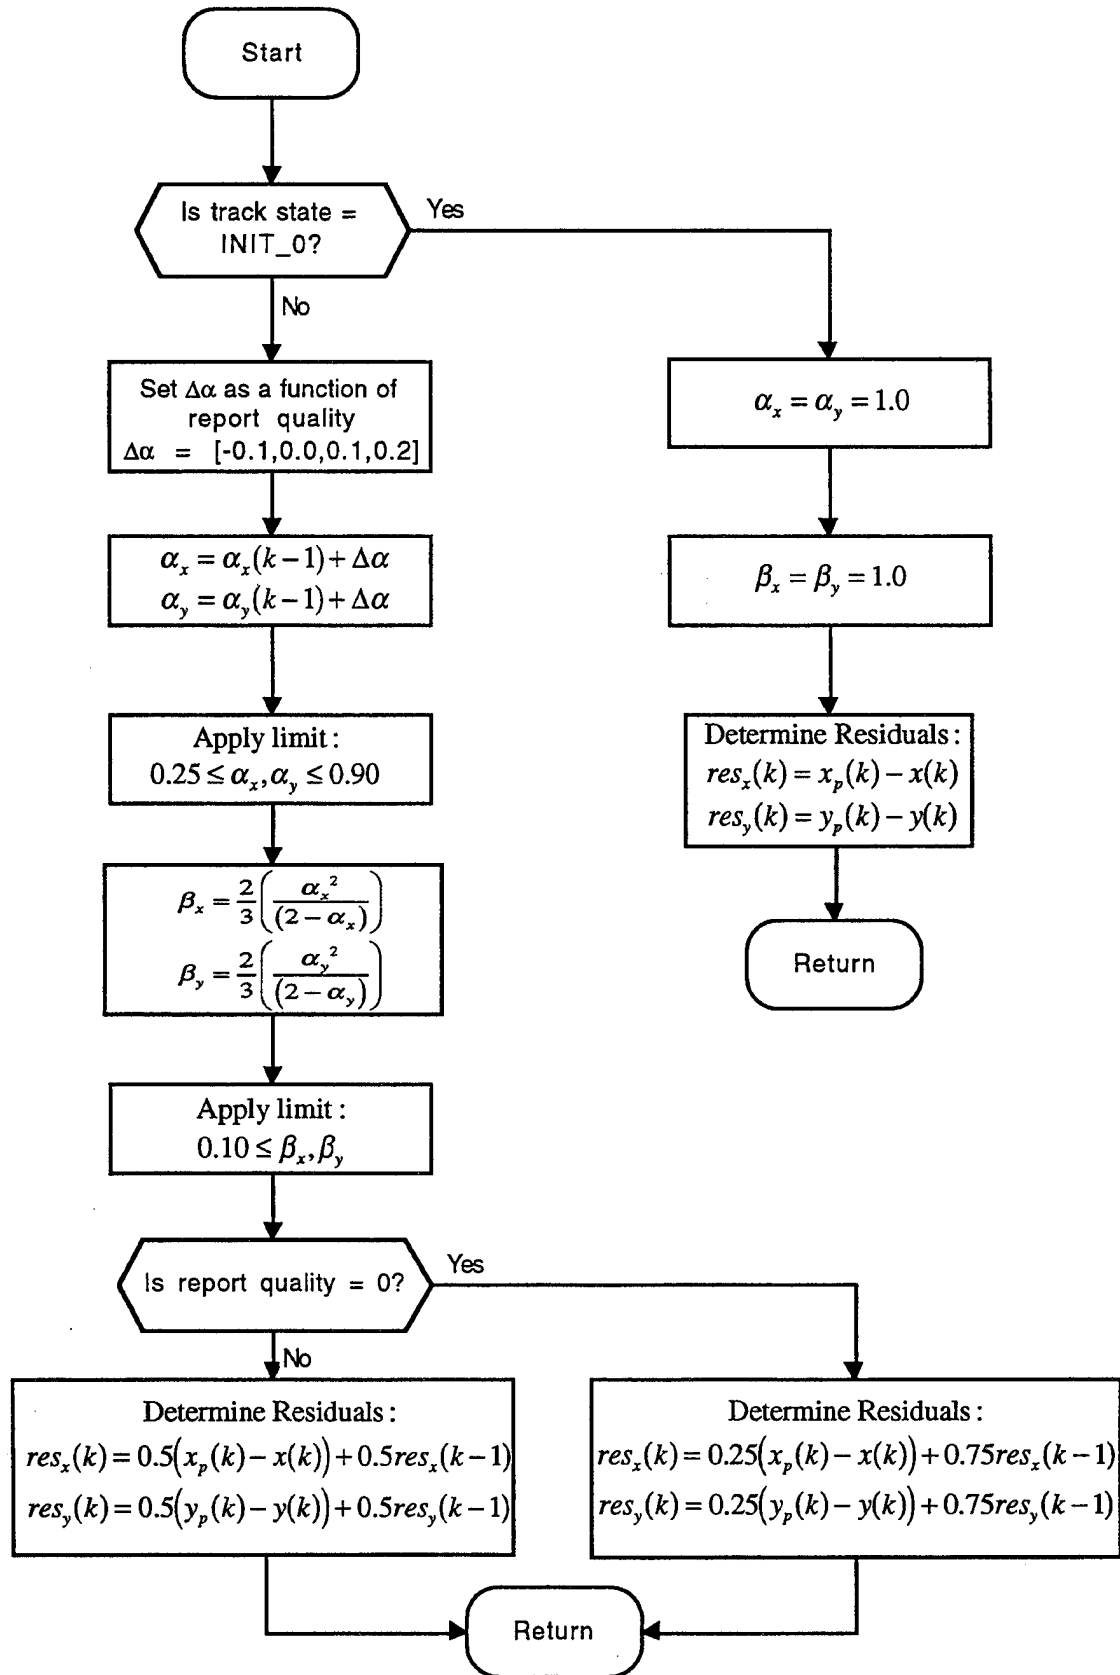 Start
Is track state =
INIT_0?
Yes
No
Set Δα as a function of
report quality
Δα = [-0.1,0.0,0.1,0.2]
α_x = α_x(k−1) + Δα
α_y = α_y(k−1) + Δα
Apply limit :
0.25 ≤ α_x, α_y ≤ 0.90
β_x = 2/3 (α_x² / (2 − α_x))
β_y = 2/3 (α_y² / (2 − α_y))
Apply limit :
0.10 ≤ β_x, β_y
α_x = α_y = 1.0
β_x = β_y = 1.0
Determine Residuals :
res_x(k) = x_p(k) − x(k)
res_y(k) = y_p(k) − y(k)
Return
Is report quality = 0?
Yes
No
Determine Residuals :
res_x(k) = 0.5(x_p(k) − x(k)) + 0.5res_x(k−1)
res_y(k) = 0.5(y_p(k) − y(k)) + 0.5res_y(k−1)
Determine Residuals :
res_x(k) = 0.25(x_p(k) − x(k)) + 0.75res_x(k−1)
res_y(k) = 0.25(y_p(k) − y(k)) + 0.75res_y(k−1)
Return